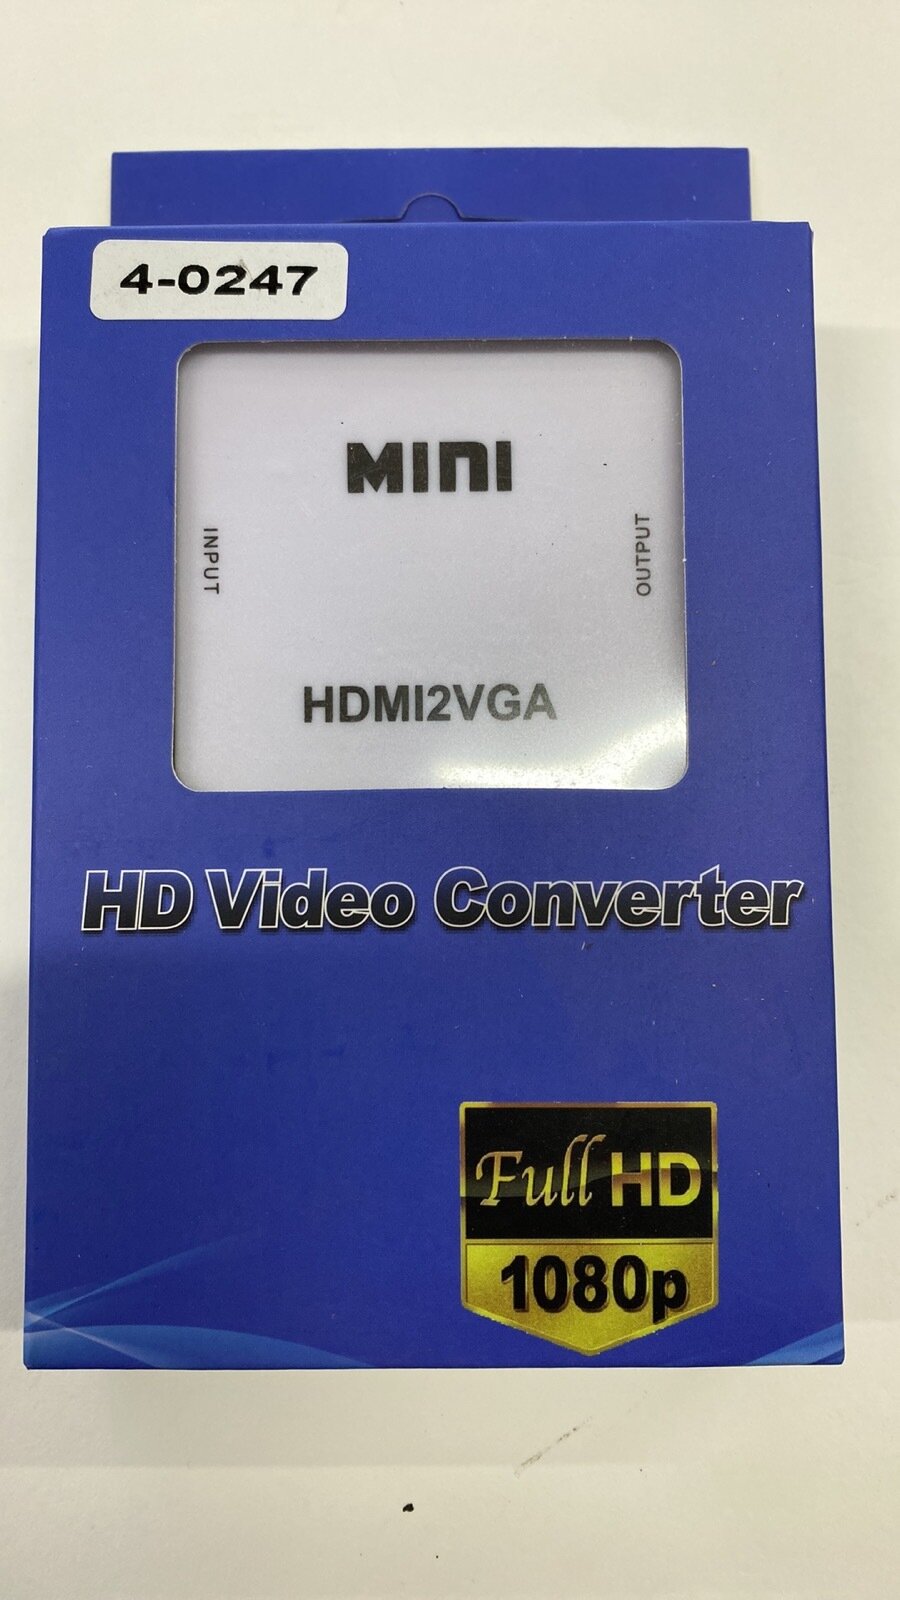 4-0247
MINI
INPUT
OUTPUT
HDMI2VGA
HD Video Converter
Full HD
1080p